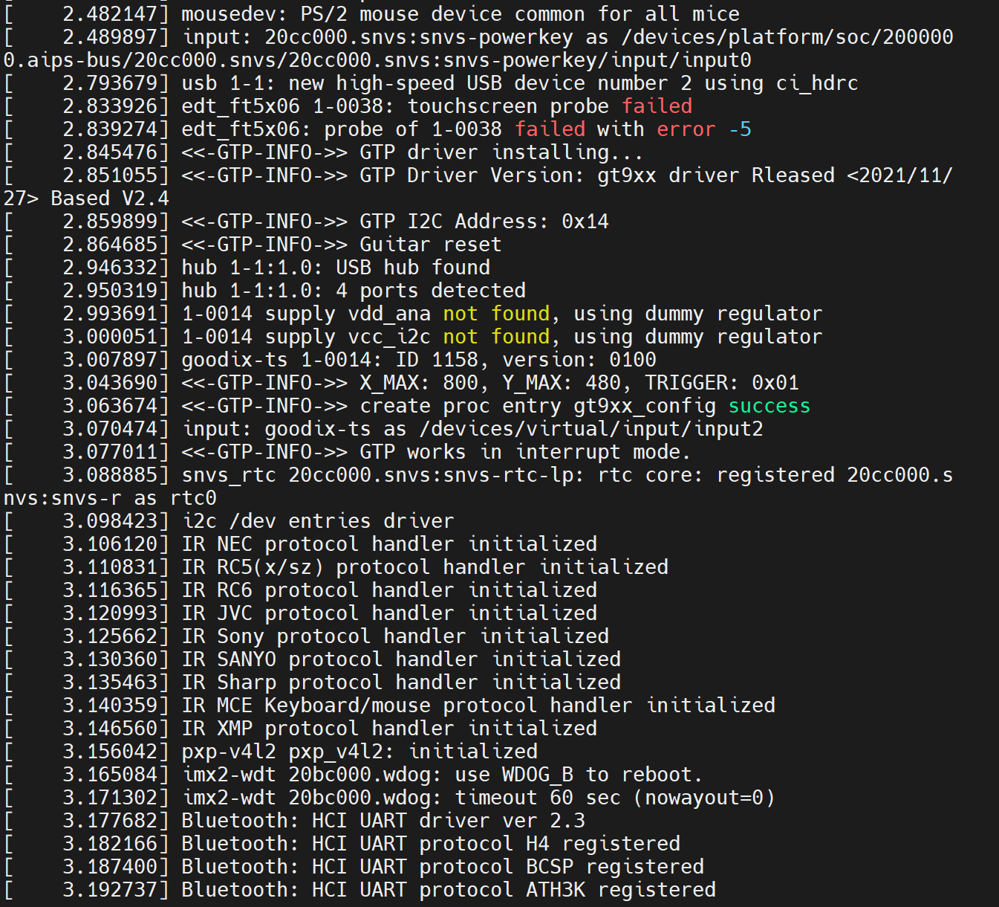 [    2.482147] mousedev: PS/2 mouse device common for all mice
[    2.489897] input: 20cc000.snvs:snvs-powerkey as /devices/platform/soc/200000
0.aips-bus/20cc000.snvs/20cc000.snvs:snvs-powerkey/input/input0
[    2.793679] usb 1-1: new high-speed USB device number 2 using ci_hdrc
[    2.833926] edt_ft5x06 1-0038: touchscreen probe failed
[    2.839274] edt_ft5x06: probe of 1-0038 failed with error -5
[    2.845476] <<-GTP-INFO->> GTP driver installing...
[    2.851055] <<-GTP-INFO->> GTP Driver Version: gt9xx driver Rleased <2021/11/
27> Based V2.4
[    2.859899] <<-GTP-INFO->> GTP I2C Address: 0x14
[    2.864685] <<-GTP-INFO->> Guitar reset
[    2.946332] hub 1-1:1.0: USB hub found
[    2.950319] hub 1-1:1.0: 4 ports detected
[    2.993691] 1-0014 supply vdd_ana not found, using dummy regulator
[    3.000051] 1-0014 supply vcc_i2c not found, using dummy regulator
[    3.007897] goodix-ts 1-0014: ID 1158, version: 0100
[    3.043690] <<-GTP-INFO->> X_MAX: 800, Y_MAX: 480, TRIGGER: 0x01
[    3.063674] <<-GTP-INFO->> create proc entry gt9xx_config success
[    3.070474] input: goodix-ts as /devices/virtual/input/input2
[    3.077011] <<-GTP-INFO->> GTP works in interrupt mode.
[    3.088885] snvs_rtc 20cc000.snvs:snvs-rtc-lp: rtc core: registered 20cc000.s
nvs:snvs-r as rtc0
[    3.098423] i2c /dev entries driver
[    3.106120] IR NEC protocol handler initialized
[    3.110831] IR RC5(x/sz) protocol handler initialized
[    3.116365] IR RC6 protocol handler initialized
[    3.120993] IR JVC protocol handler initialized
[    3.125662] IR Sony protocol handler initialized
[    3.130360] IR SANYO protocol handler initialized
[    3.135463] IR Sharp protocol handler initialized
[    3.140359] IR MCE Keyboard/mouse protocol handler initialized
[    3.146560] IR XMP protocol handler initialized
[    3.156042] pxp-v4l2 pxp_v4l2: initialized
[    3.165084] imx2-wdt 20bc000.wdog: use WDOG_B to reboot.
[    3.171302] imx2-wdt 20bc000.wdog: timeout 60 sec (nowayout=0)
[    3.177682] Bluetooth: HCI UART driver ver 2.3
[    3.182166] Bluetooth: HCI UART protocol H4 registered
[    3.187400] Bluetooth: HCI UART protocol BCSP registered
[    3.192737] Bluetooth: HCI UART protocol ATH3K registered